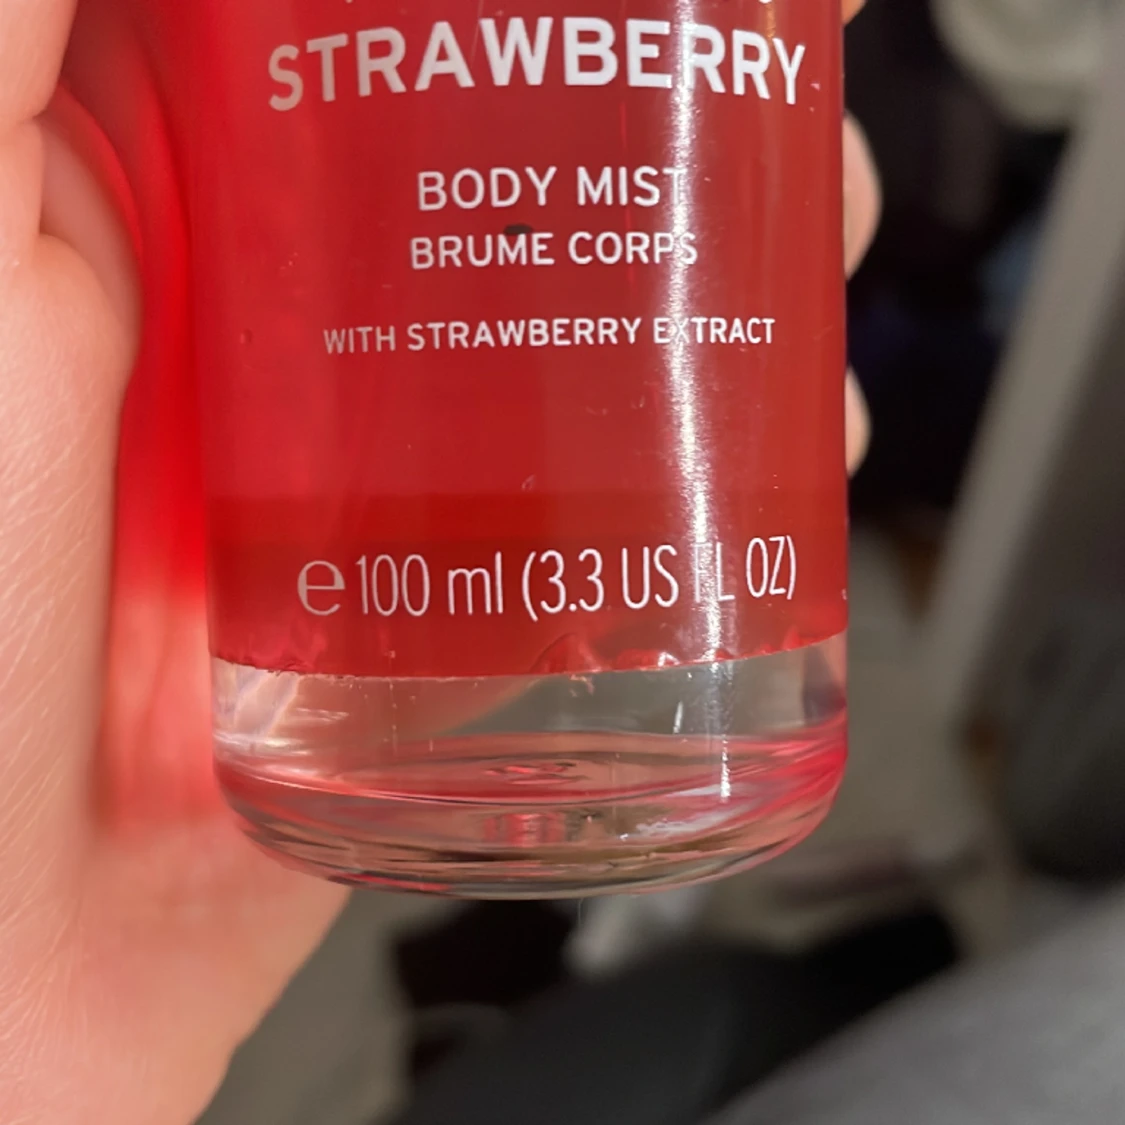 STRAWBERRY
BODY MIST
BRUME CORPS
WITH STRAWBERRY EXTRACT
℮ 100 ml (3.3 US FL OZ)